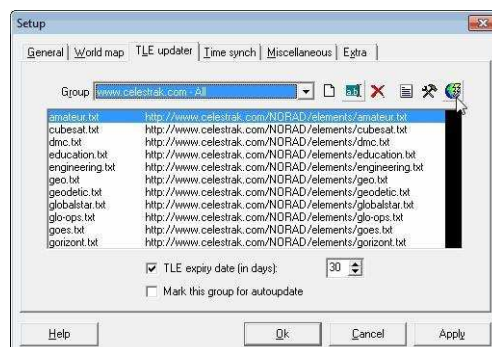 Setup
General World map TLE updater Time synch Miscellaneous Extra
Group www.celestrak.com - All
amateur.txt http://www.celestrak.com/NORAD/elements/amateur.txt
cubesat.txt http://www.celestrak.com/NORAD/elements/cubesat.txt
dmc.txt http://www.celestrak.com/NORAD/elements/dmc.txt
education.txt http://www.celestrak.com/NORAD/elements/education.txt
engineering.txt http://www.celestrak.com/NORAD/elements/engineering.txt
geo.txt http://www.celestrak.com/NORAD/elements/geo.txt
geodetic.txt http://www.celestrak.com/NORAD/elements/geodetic.txt
globalstar.txt http://www.celestrak.com/NORAD/elements/globalstar.txt
glo-ops.txt http://www.celestrak.com/NORAD/elements/glo-ops.txt
goes.txt http://www.celestrak.com/NORAD/elements/goes.txt
gorizont.txt http://www.celestrak.com/NORAD/elements/gorizont.txt
TLE expiry date (in days): 30
Mark this group for autoupdate
Help Ok Cancel Apply